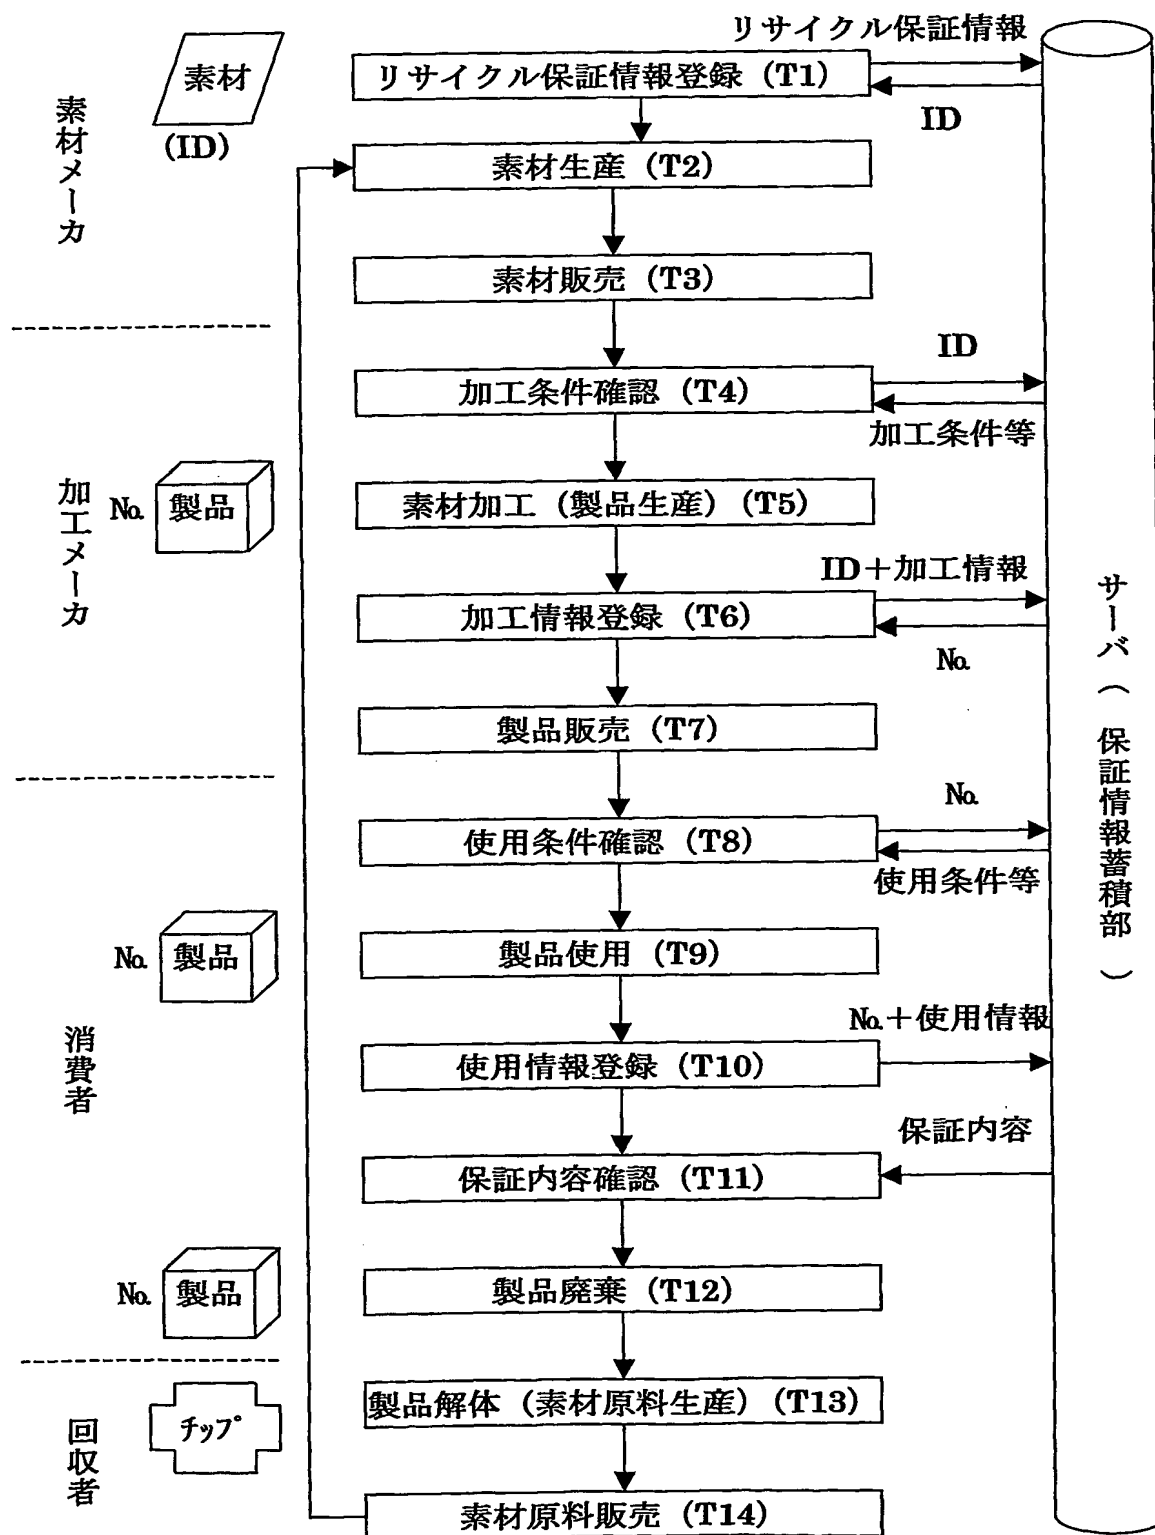 リサイクル保証情報
素材
リサイクル保証情報登録（T1）
(ID)
ID
素材メーカ
素材生産（T2）
素材販売（T3）
ID
加工条件確認（T4）
加工条件等
加工メーカ
№
製品
素材加工（製品生産）（T5）
ID＋加工情報
加工情報登録（T6）
№
製品販売（T7）
№
使用条件確認（T8）
使用条件等
サーバ（保証情報蓄積部）
№
製品
製品使用（T9）
№＋使用情報
消費者
使用情報登録（T10）
保証内容
保証内容確認（T11）
№
製品
製品廃棄（T12）
製品解体（素材原料生産）（T13）
回収者
チップ
素材原料販売（T14）